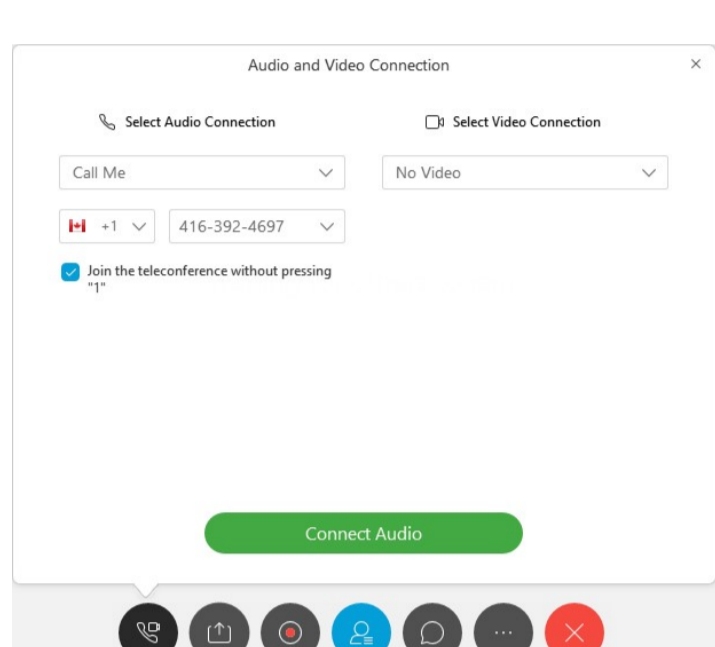 Audio and Video Connection
Select Audio Connection
Select Video Connection
Call Me
No Video
+1
416-392-4697
Join the teleconference without pressing
"1"
Connect Audio